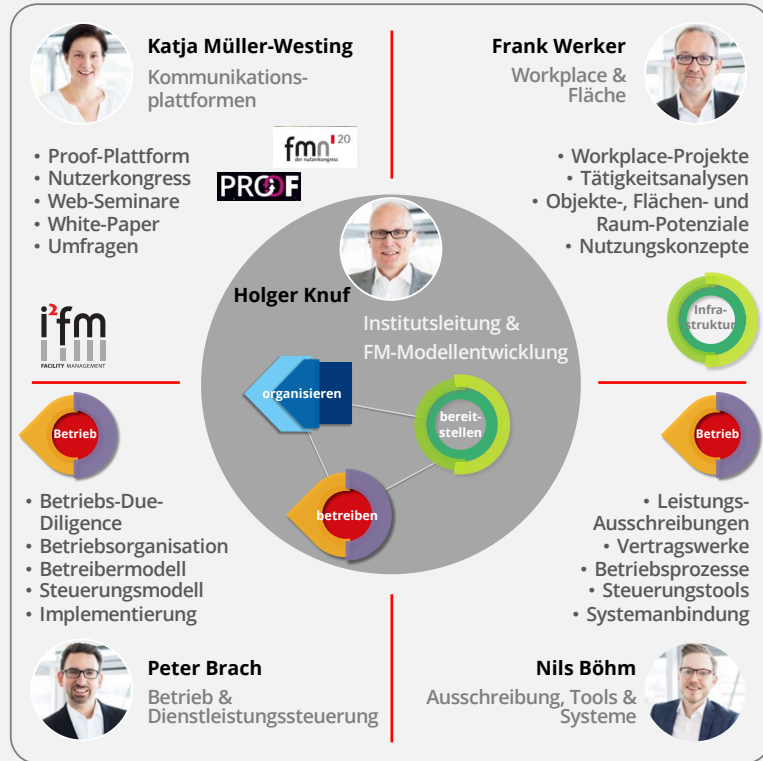 Katja Müller-Westing
Kommunikations-
plattformen
fmn 20
der nutzerkongress
PROOF
• Proof-Plattform
• Nutzerkongress
• Web-Seminare
• White-Paper
• Umfragen
Frank Werker
Workplace &
Fläche
• Workplace-Projekte
• Tätigkeitsanalysen
• Objekte-, Flächen- und
Raum-Potenziale
• Nutzungskonzepte
Holger Knuf
Institutsleitung &
FM-Modellentwicklung
organisieren
bereit-
stellen
betreiben
i²fm
FACILITY MANAGEMENT
Infra-
struktur
Betrieb
• Betriebs-Due-
Diligence
• Betriebsorganisation
• Betreibermodell
• Steuerungsmodell
• Implementierung
Peter Brach
Betrieb &
Dienstleistungssteuerung
Betrieb
• Leistungs-
Ausschreibungen
• Vertragswerke
• Betriebsprozesse
• Steuerungstools
• Systemanbindung
Nils Böhm
Ausschreibung, Tools &
Systeme